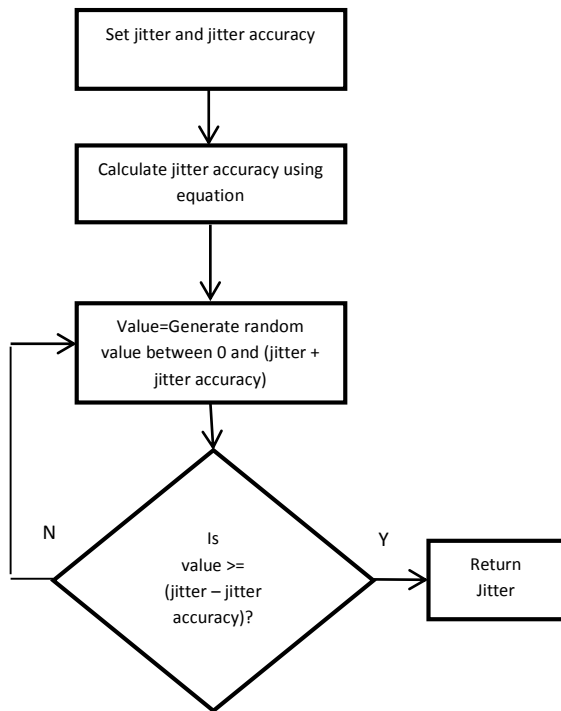 Set jitter and jitter accuracy
Calculate jitter accuracy using
equation
Value=Generate random
value between 0 and (jitter +
jitter accuracy)
N
Is
value >=
(jitter – jitter
accuracy)?
Y
Return
Jitter